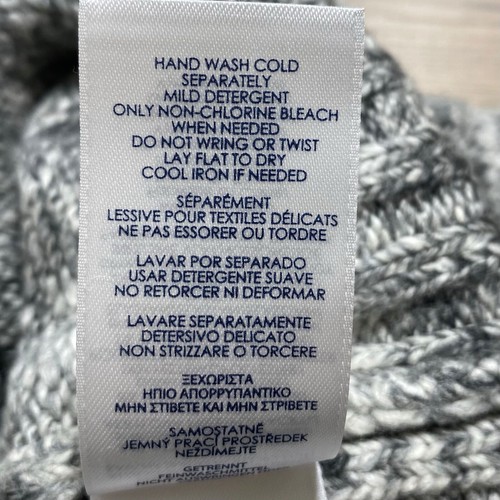 HAND WASH COLD
SEPARATELY
MILD DETERGENT
ONLY NON-CHLORINE BLEACH
WHEN NEEDED
DO NOT WRING OR TWIST
LAY FLAT TO DRY
COOL IRON IF NEEDED
SÉPARÉMENT
LESSIVE POUR TEXTILES DÉLICATS
NE PAS ESSORER OU TORDRE
LAVAR POR SEPARADO
USAR DETERGENTE SUAVE
NO RETORCER NI DEFORMAR
LAVARE SEPARATAMENTE
DETERSIVO DELICATO
NON STRIZZARE O TORCERE
ΞΕΧΩΡΙΣΤΑ
ΗΠΙΟ ΑΠΟΡΡΥΠΑΝΤΙΚΟ
ΜΗΝ ΣΤΙΒΕΤΕ ΚΑΙ ΜΗΝ ΣΤΡΙΒΕΤΕ
SAMOSTATNĚ
JEMNÝ PRACÍ PROSTŘEDEK
NEŽDÍMEJTE
GETRENNT
FEINWASCHMITTEL
NICHT